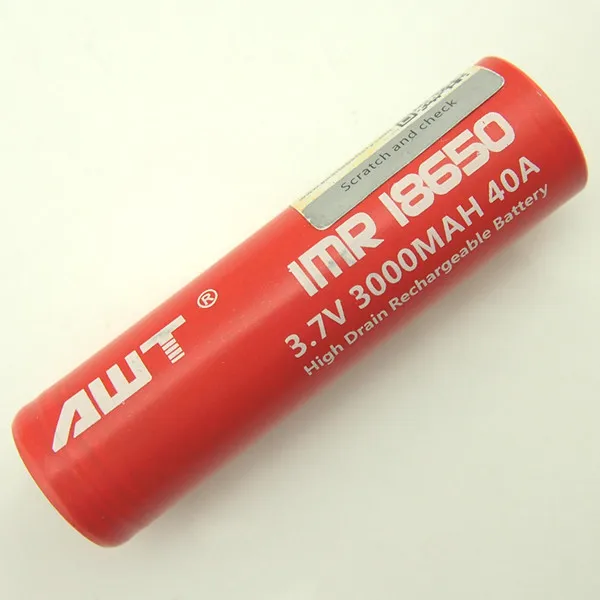 Scratch and check
IMR 18650
3.7V 3000MAH 40A
High Drain Rechargeable Battery
AWT ®